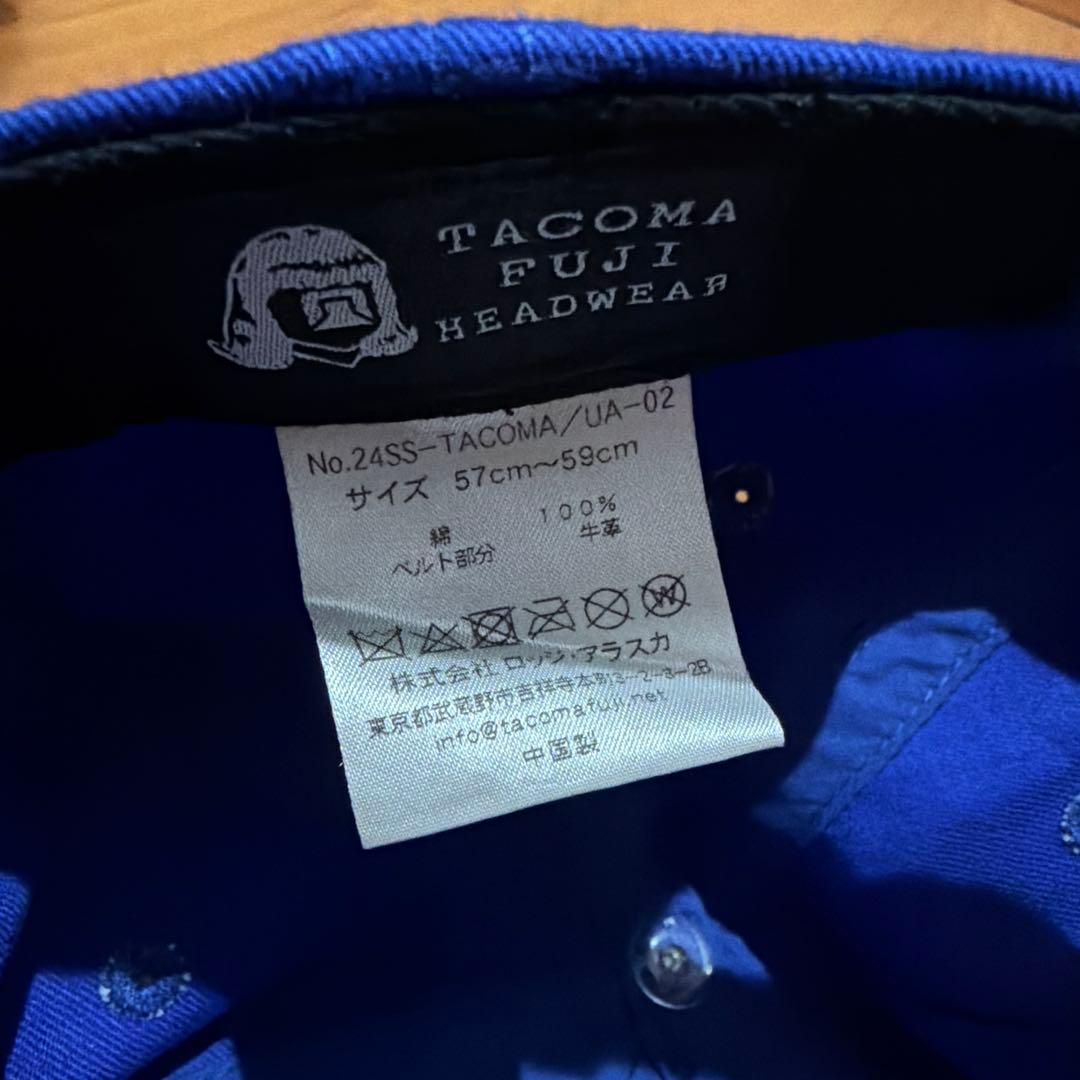 TACOMA
FUJI
HEADWEAR
No.24SS-TACOMA/UA-02
サイズ 57cm～59cm
綿 100%
ベルト部分 牛革
W
株式会社 ロッジ・アラスカ
東京都武蔵野市吉祥寺本町3-2-3-2B
info@tacomafuji.net
中国製